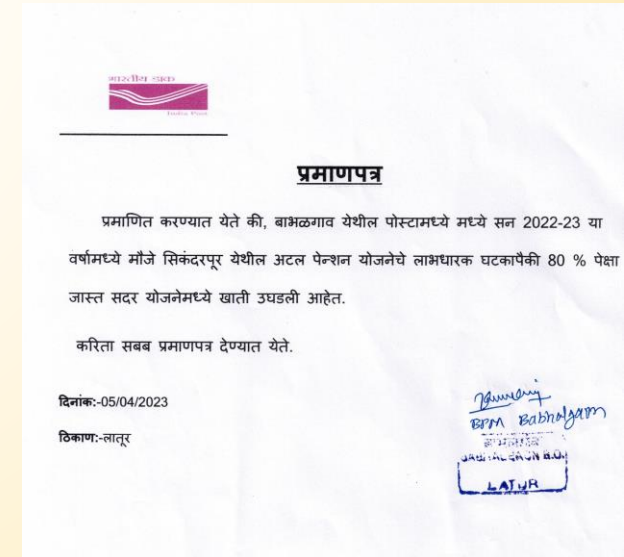 भारतीय डाक
India Post
प्रमाणपत्र
प्रमाणित करण्यात येते की, बाभळगाव येथील पोस्टामध्ये मध्ये सन 2022-23 या
वर्षामध्ये मौजे सिकंदरपूर येथील अटल पेन्शन योजनेचे लाभधारक घटकापैकी 80 % पेक्षा
जास्त सदर योजनेमध्ये खाती उघडली आहेत.
करिता सबब प्रमाणपत्र देण्यात येते.
दिनांक:-05/04/2023
ठिकाण:-लातूर
BPM Babhalgaon
B.O.
LATUR